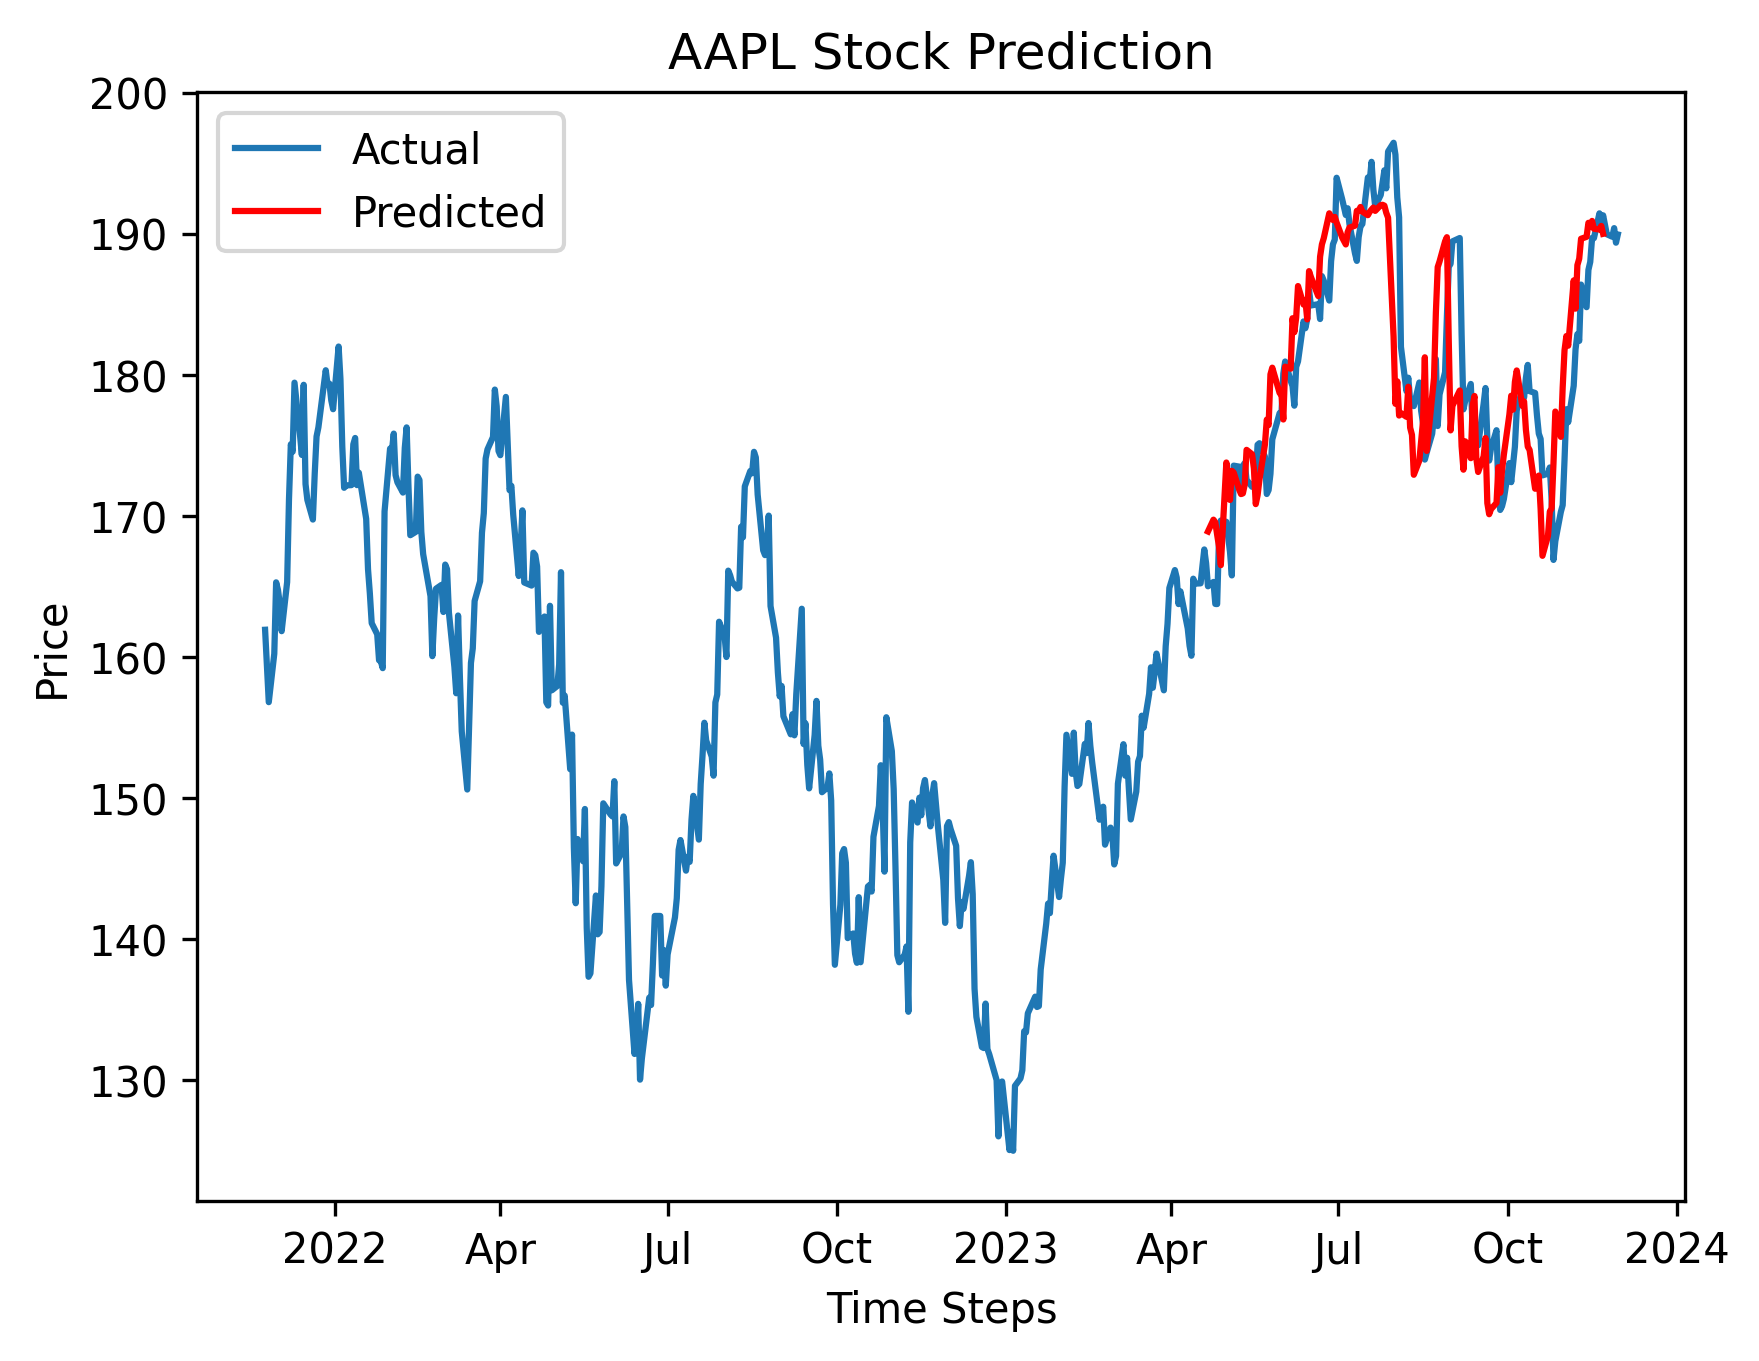 AAPL Stock Prediction
200
190
180
170
160
150
140
130
Price
Actual
Predicted
2022 Apr Jul Oct 2023 Apr Jul Oct 2024
Time Steps